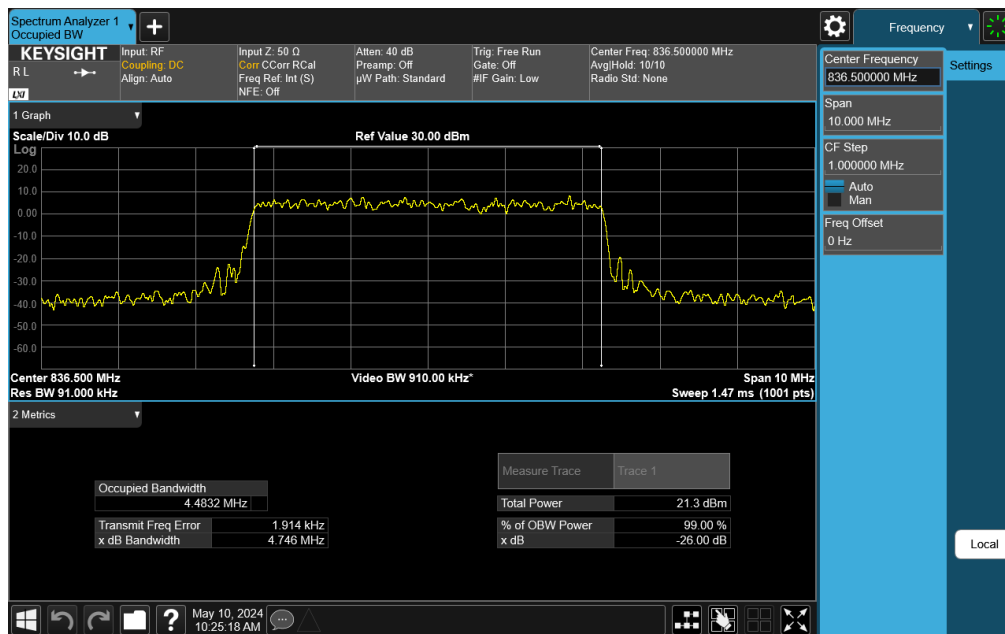 Spectrum Analyzer 1
Occupied BW
Frequency
KEYSIGHT
R L
LXI
Input: RF
Coupling: DC
Align: Auto
Input Z: 50 Ω
Corr CCorr RCal
Freq Ref: Int (S)
NFE: Off
Atten: 40 dB
Preamp: Off
µW Path: Standard
Trig: Free Run
Gate: Off
#IF Gain: Low
Center Freq: 836.500000 MHz
Avg|Hold: 10/10
Radio Std: None
Center Frequency
836.500000 MHz
Settings
Span
10.000 MHz
CF Step
1.000000 MHz
Auto
Man
Freq Offset
0 Hz
1 Graph
Scale/Div 10.0 dB
Ref Value 30.00 dBm
Log
20.0
10.0
0.00
-10.0
-20.0
-30.0
-40.0
-50.0
-60.0
Center 836.500 MHz
Video BW 910.00 kHz*
Span 10 MHz
Res BW 91.000 kHz
Sweep 1.47 ms (1001 pts)
2 Metrics
Measure Trace
Trace 1
Occupied Bandwidth
4.4832 MHz
Total Power
21.3 dBm
Transmit Freq Error
1.914 kHz
% of OBW Power
99.00 %
x dB Bandwidth
4.746 MHz
x dB
-26.00 dB
Local
?
May 10, 2024
10:25:18 AM